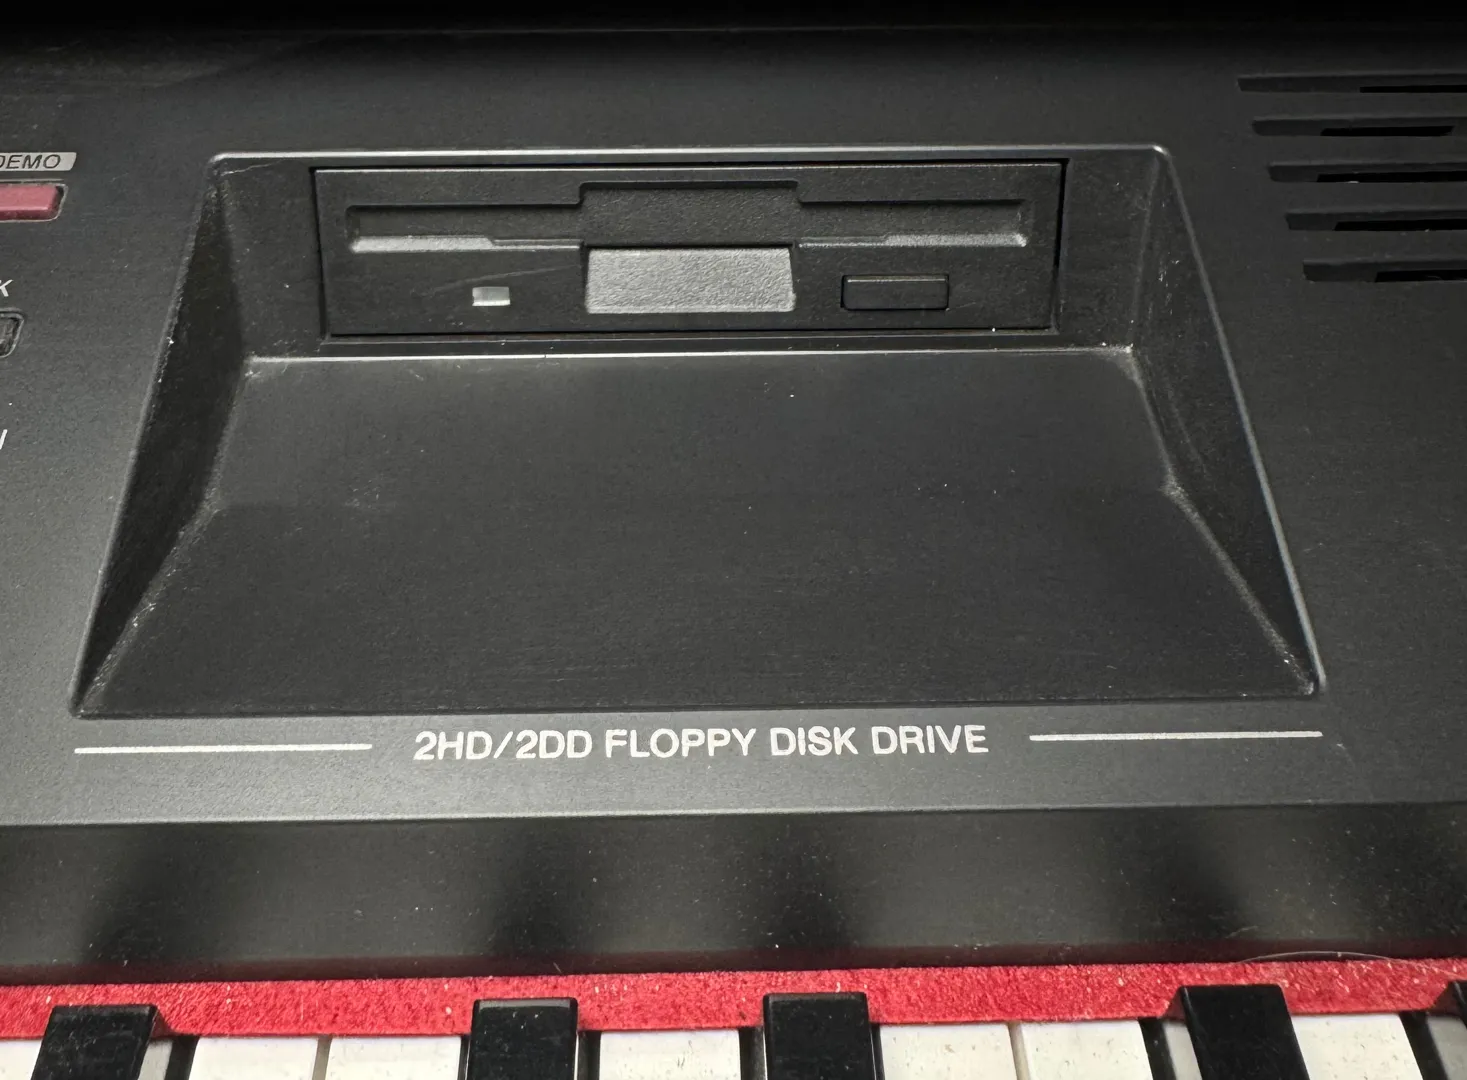 DEMO
2HD/2DD FLOPPY DISK DRIVE